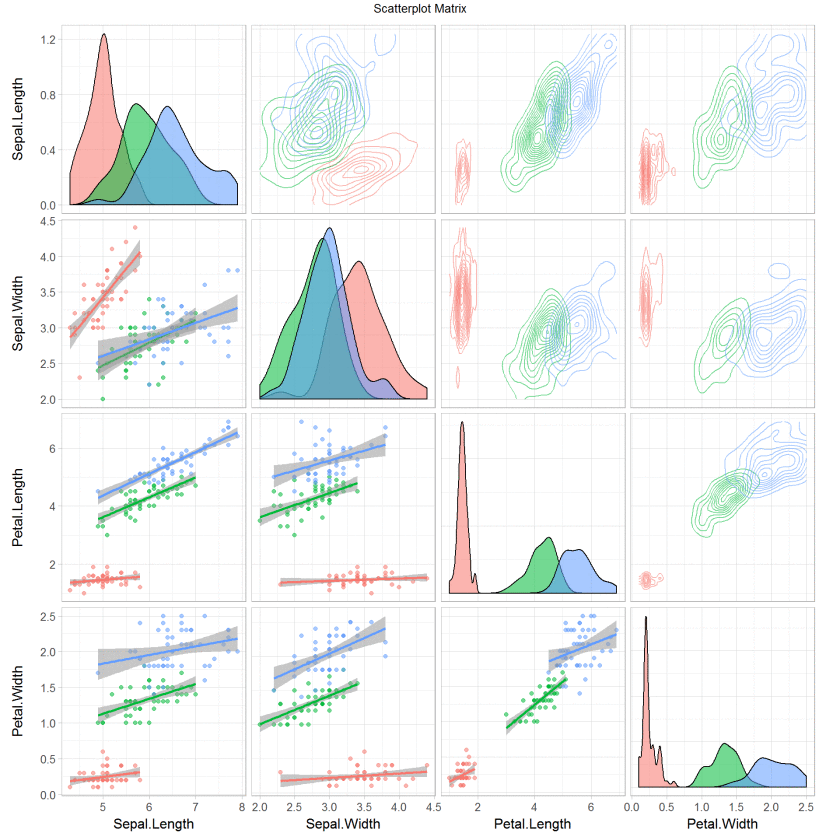 Scatterplot Matrix
Sepal.Length
1.2
0.8
0.4
0.0
Sepal.Width
4.5
4.0
3.5
3.0
2.5
2.0
Petal.Length
6
4
2
Petal.Width
2.5
2.0
1.5
1.0
0.5
0.0
5 6 7 8 2.0 2.5 3.0 3.5 4.0 4.5 2 4 6 0.0 0.5 1.0 1.5 2.0 2.5
Sepal.Length Sepal.Width Petal.Length Petal.Width